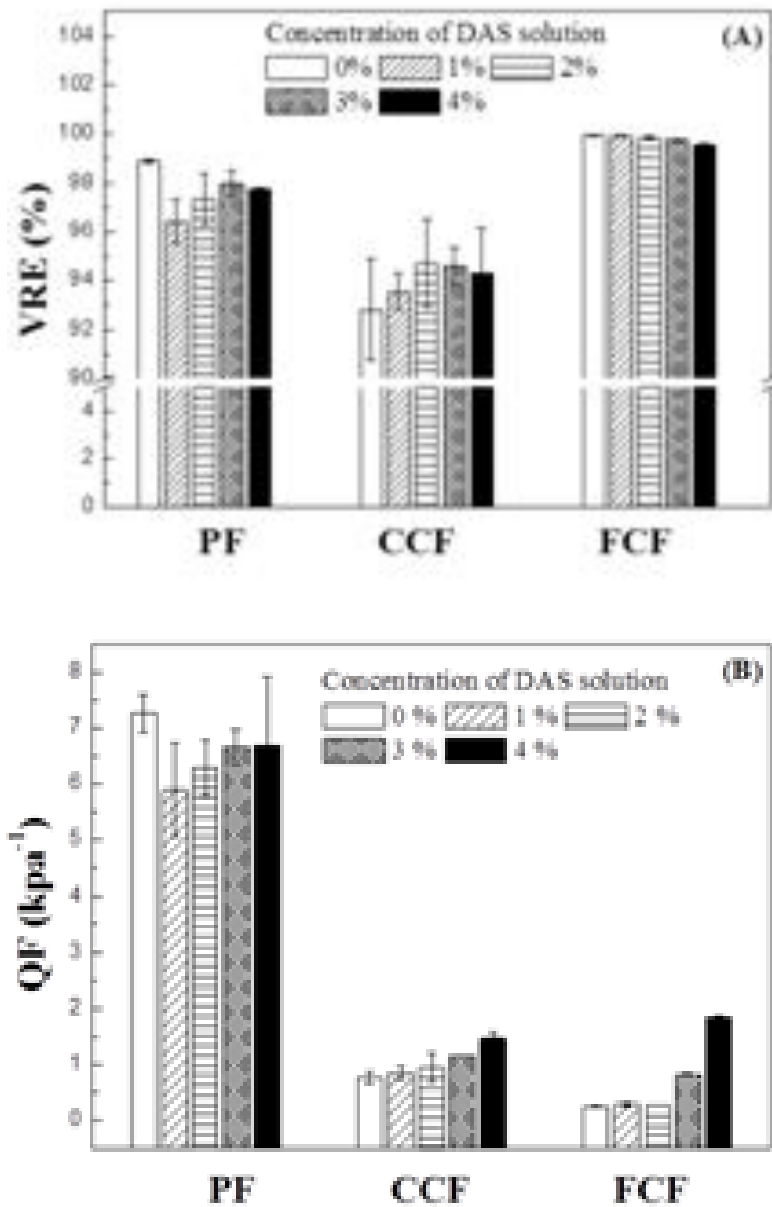 (A)
Concentration of DAS solution
0% 1% 2%
3% 4%
104
102
100
98
96
94
92
90
4
2
0
VRE (%)
PF CCF FCF
(B)
Concentration of DAS solution
0 % 1 % 2 %
3 % 4 %
8
7
6
5
4
3
2
1
0
QF (kpa⁻¹)
PF CCF FCF